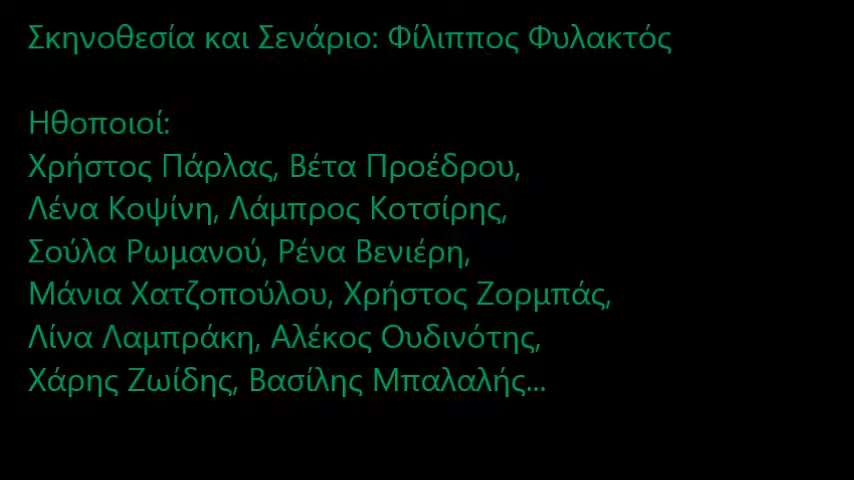 Σκηνοθεσία και Σενάριο: Φίλιππος Φυλακτός
Ηθοποιοί:
Χρήστος Πάρλας, Βέτα Προέδρου,
Λένα Κοψίνη, Λάμπρος Κοτσίρης,
Σούλα Ρωμανού, Ρένα Βενιέρη,
Μάνια Χατζοπούλου, Χρήστος Ζορμπάς,
Λίνα Λαμπράκη, Αλέκος Ουδινότης,
Χάρης Ζωίδης, Βασίλης Μπαλαλής...